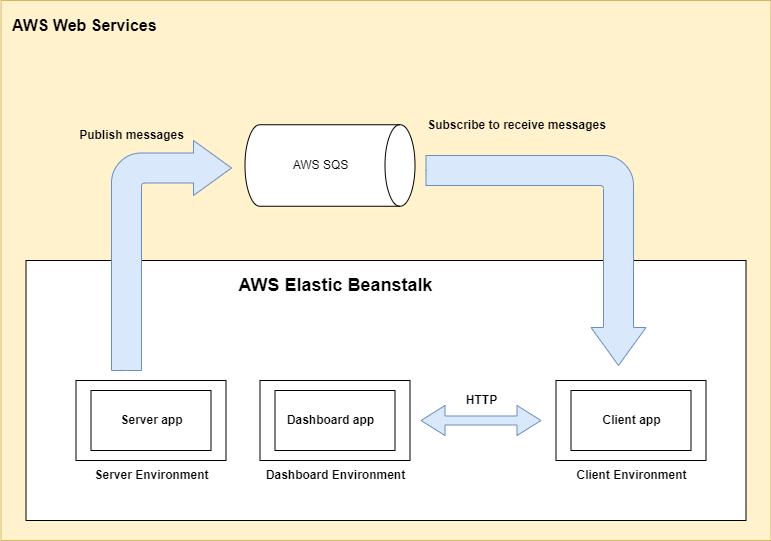 AWS Web Services
Publish messages
Subscribe to receive messages
AWS SQS
AWS Elastic Beanstalk
HTTP
Server app
Dashboard app
Client app
Server Environment
Dashboard Environment
Client Environment